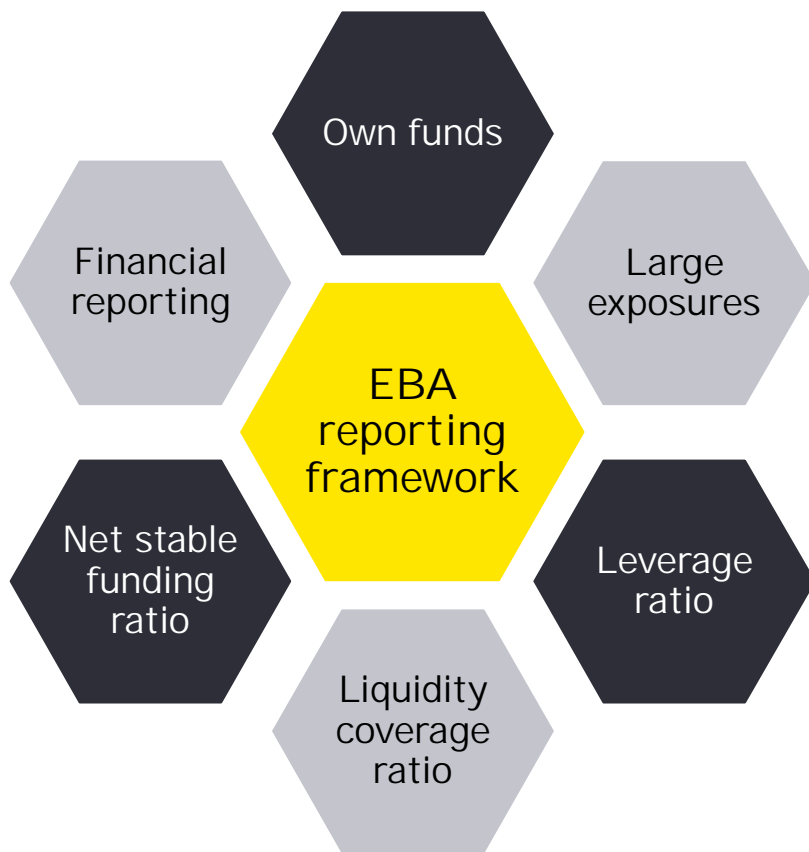 Own funds
Financial
reporting
Large
exposures
EBA
reporting
framework
Net stable
funding
ratio
Leverage
ratio
Liquidity
coverage
ratio